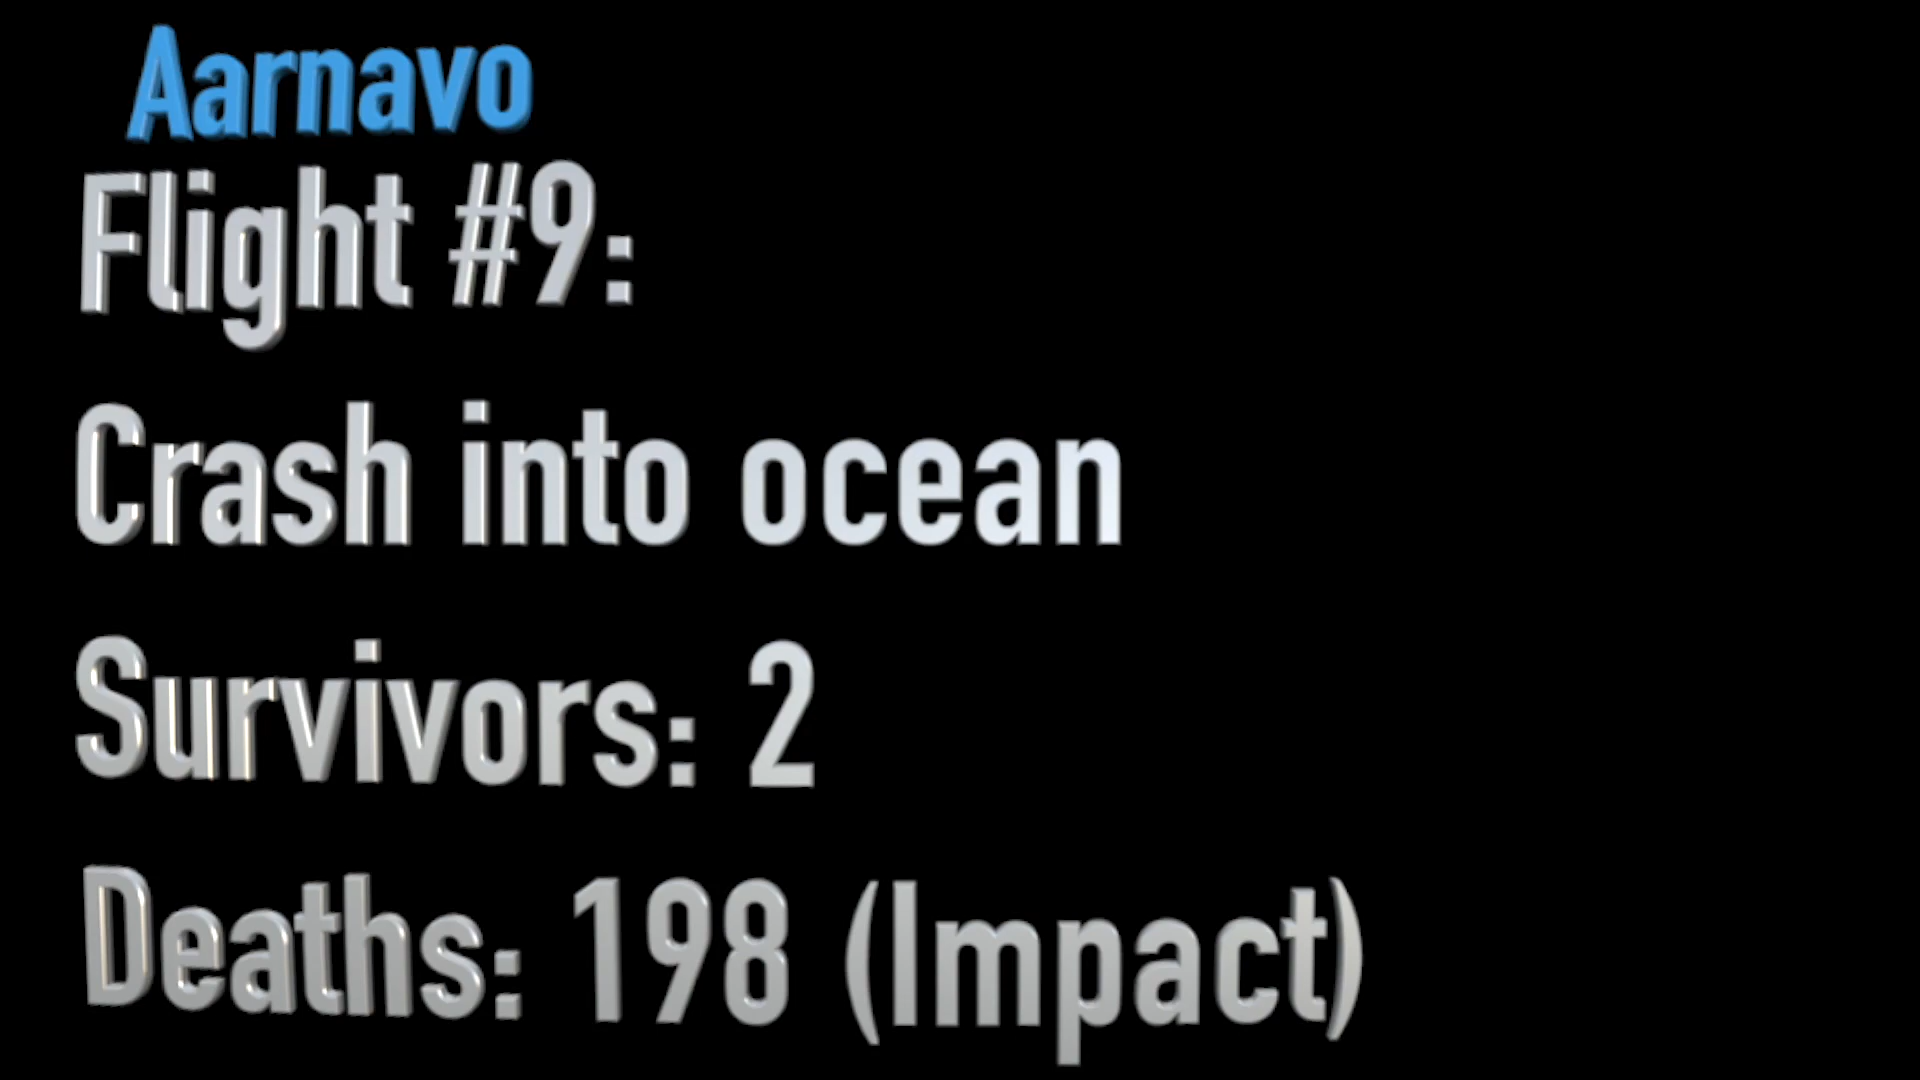 Aarnavo
Flight #9:
Crash into ocean
Survivors: 2
Deaths: 198 (Impact)